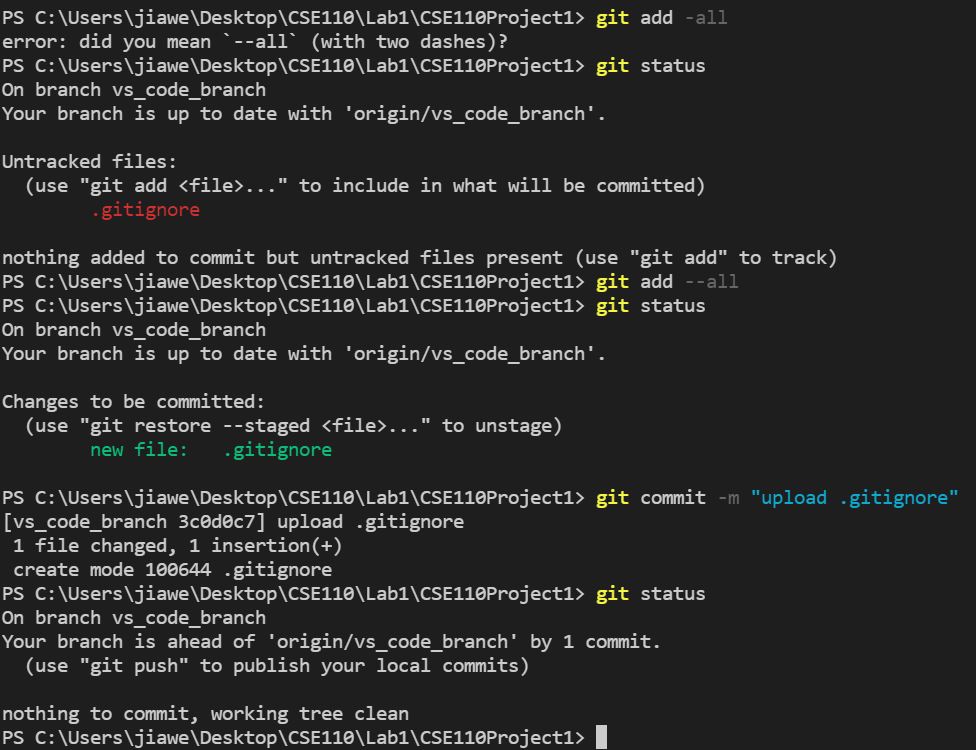 PS C:\Users\jiawe\Desktop\CSE110\Lab1\CSE110Project1> git add -all
error: did you mean `--all` (with two dashes)?
PS C:\Users\jiawe\Desktop\CSE110\Lab1\CSE110Project1> git status
On branch vs_code_branch
Your branch is up to date with 'origin/vs_code_branch'.

Untracked files:
  (use "git add <file>..." to include in what will be committed)
        .gitignore

nothing added to commit but untracked files present (use "git add" to track)
PS C:\Users\jiawe\Desktop\CSE110\Lab1\CSE110Project1> git add --all
PS C:\Users\jiawe\Desktop\CSE110\Lab1\CSE110Project1> git status
On branch vs_code_branch
Your branch is up to date with 'origin/vs_code_branch'.

Changes to be committed:
  (use "git restore --staged <file>..." to unstage)
        new file:   .gitignore

PS C:\Users\jiawe\Desktop\CSE110\Lab1\CSE110Project1> git commit -m "upload .gitignore"
[vs_code_branch 3c0d0c7] upload .gitignore
 1 file changed, 1 insertion(+)
 create mode 100644 .gitignore
PS C:\Users\jiawe\Desktop\CSE110\Lab1\CSE110Project1> git status
On branch vs_code_branch
Your branch is ahead of 'origin/vs_code_branch' by 1 commit.
  (use "git push" to publish your local commits)

nothing to commit, working tree clean
PS C:\Users\jiawe\Desktop\CSE110\Lab1\CSE110Project1>